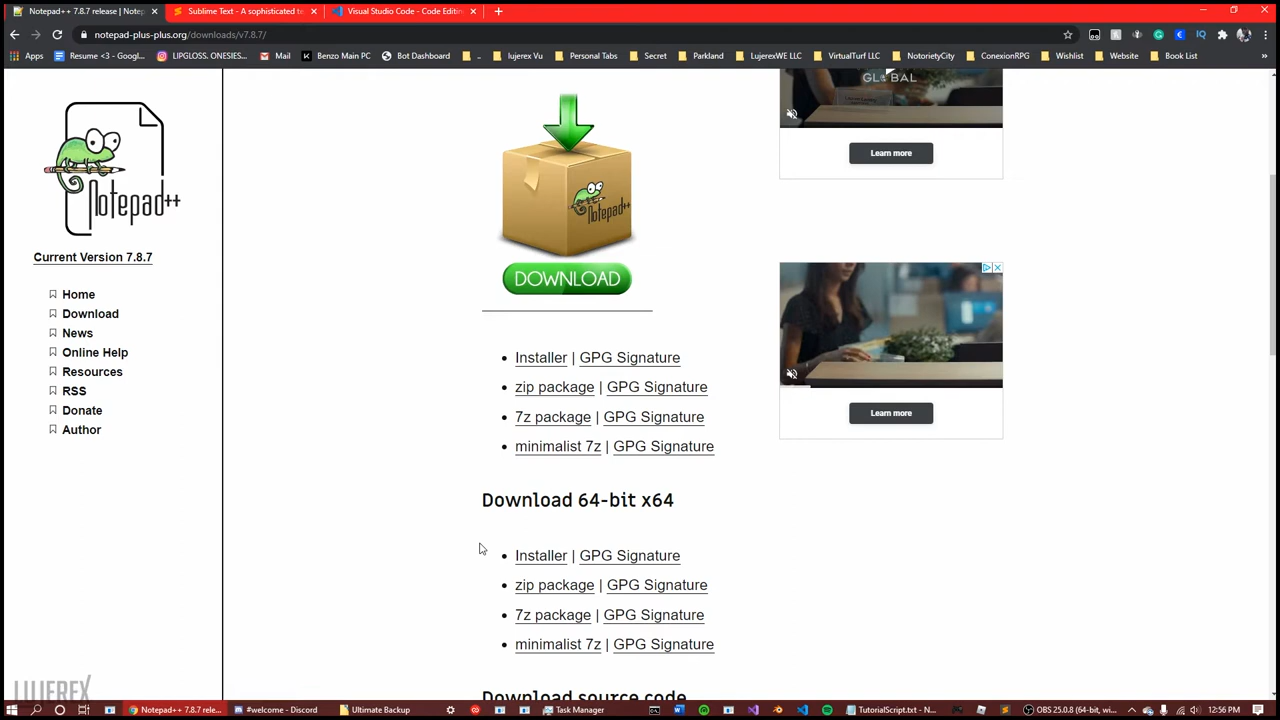 Notepad++ 7.8.7 release | Notep
Sublime Text - A sophisticated te
Visual Studio Code - Code Editin
notepad-plus-plus.org/downloads/v7.8.7/
Apps
Resume <3 - Googl...
LIPGLOSS, ONESIES...
Mail
Benzo Main PC
Bot Dashboard
..
lujerex Vu
Personal Tabs
Secret
Parkland
LujerexWE LLC
VirtualTurf LLC
NotorietyCity
ConexionRPG
Wishlist
Website
Book List
»
Notepad++
Current Version 7.8.7
Home
Download
News
Online Help
Resources
RSS
Donate
Author
Notepad++
DOWNLOAD
Installer | GPG Signature
zip package | GPG Signature
7z package | GPG Signature
minimalist 7z | GPG Signature
Download 64-bit x64
Installer | GPG Signature
zip package | GPG Signature
7z package | GPG Signature
minimalist 7z | GPG Signature
Download source code
GLOBAL
Learn more
Learn more
LUJEREX
Notepad++ 7.8.7 rele...
#welcome - Discord
Ultimate Backup
Task Manager
TutorialScript.txt - N...
OBS 25.0.8 (64-bit, wi...
12:56 PM